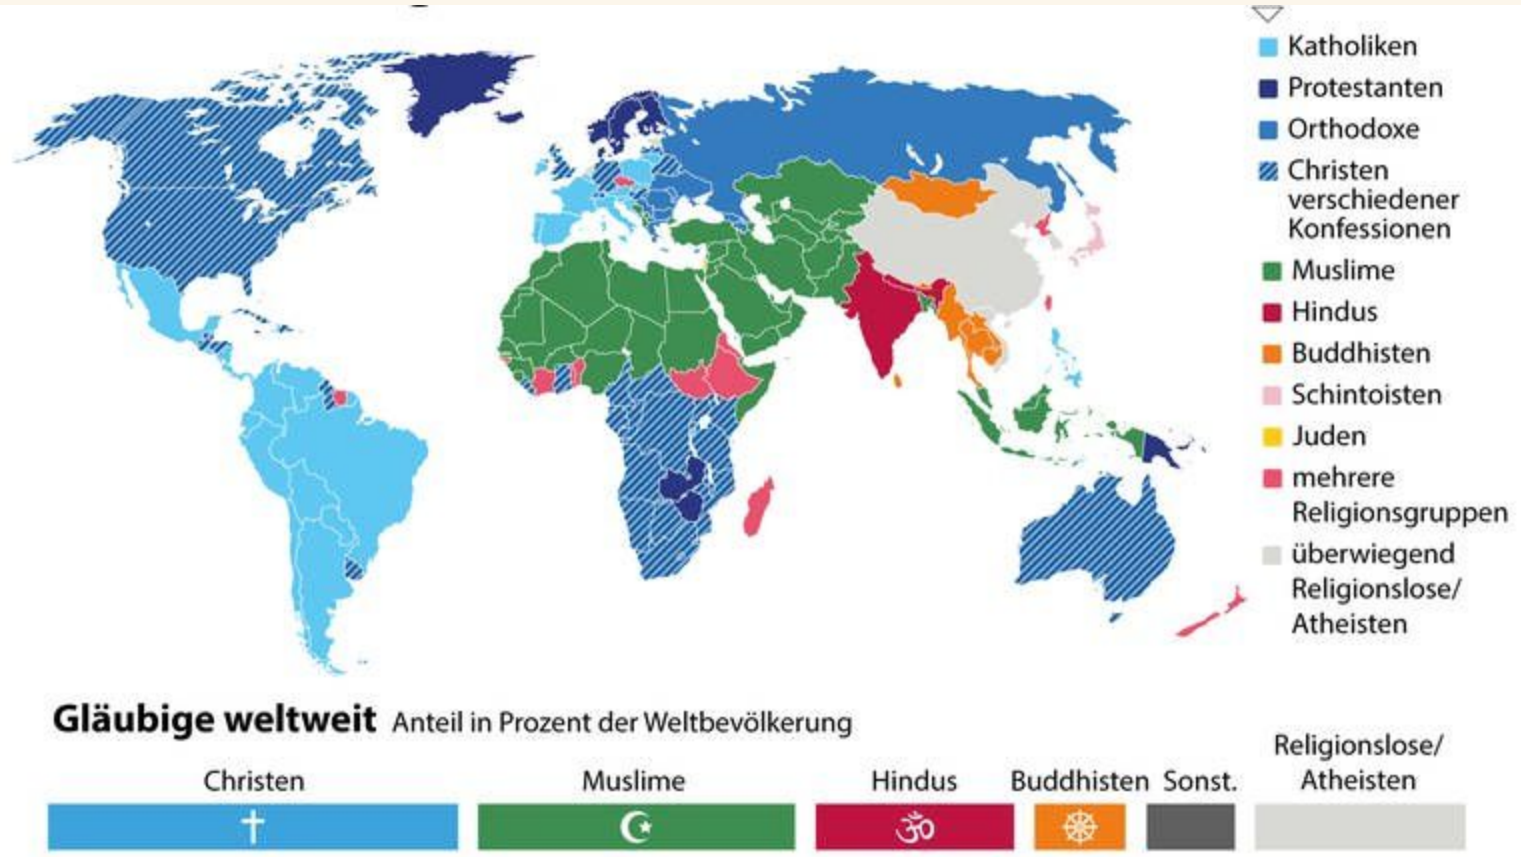 Katholiken
Protestanten
Orthodoxe
Christen
verschiedener
Konfessionen
Muslime
Hindus
Buddhisten
Schintoisten
Juden
mehrere
Religionsgruppen
überwiegend
Religionslose/
Atheisten
Gläubige weltweit Anteil in Prozent der Weltbevölkerung
Christen Muslime Hindus Buddhisten Sonst. Religionslose/
Atheisten
ॐ